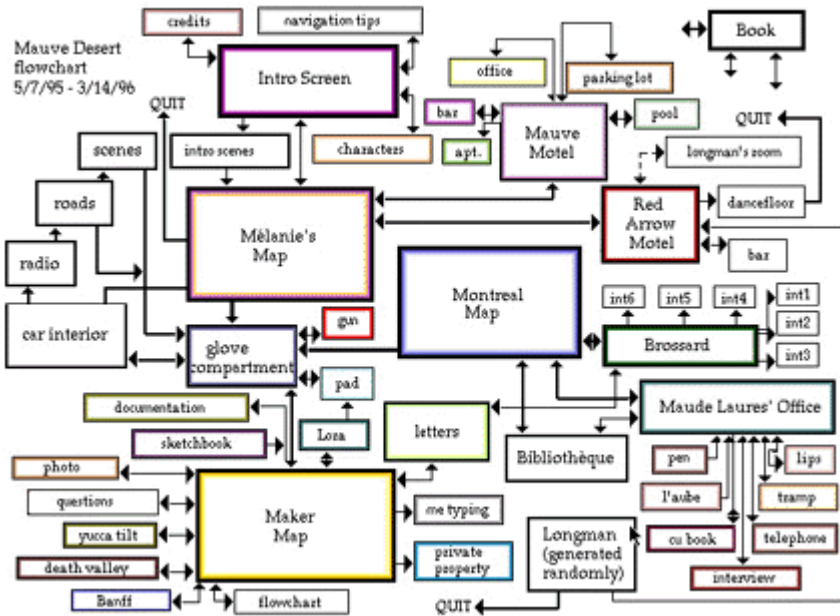 Mauve Desert
flowchart
5/7/95 - 3/14/96
credits
navigation tips
Intro Screen
office
parking lot
Book
QUIT
bar
Mauve
Motel
pool
QUIT
scenes
intro scenes
characters
apt.
longman's room
roads
Mélanie's
Map
Red
Arrow
Motel
dancefloor
radio
bar
Montreal
Map
car interior
int6
int5
int4
int1
int2
int3
gun
glove
compartment
Brossard
pad
documentation
Maude Laures' Office
sketchbook
Loza
letters
Bibliothèque
pen
lips
photo
l'aube
tramp
questions
Maker
Map
me typing
Longman
(generated
randomly)
cu book
telephone
yucca tilt
death valley
private
property
interview
Banff
flowchart
QUIT